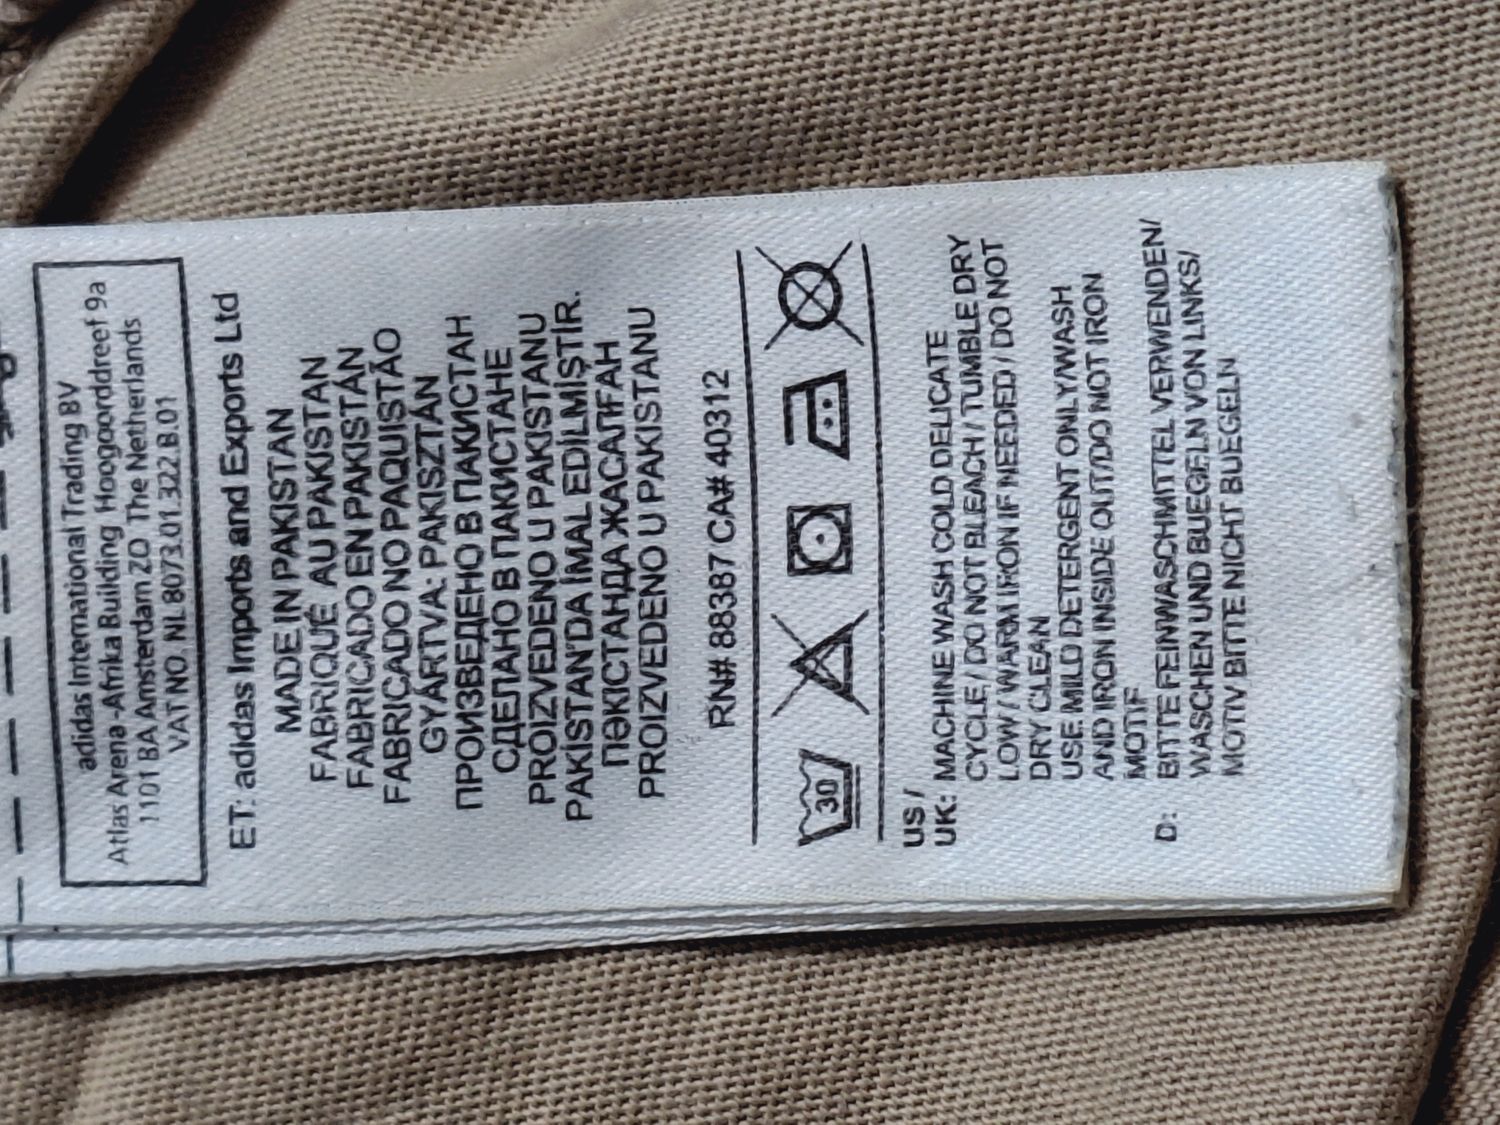 adidas International Trading BV
Atlas Arena -Afrika Building Hoogoorddreef 9a
1101 BA Amsterdam ZO The Netherlands
VAT NO. NL 8073.01.322.B.01
ET: adidas Imports and Exports Ltd
MADE IN PAKISTAN
FABRIQUÉ AU PAKISTAN
FABRICADO EN PAKISTÁN
FABRICADO NO PAQUISTÃO
GYÁRTVA: PAKISZTÁN
ПРОИЗВЕДЕНО В ПАКИСТАН
СДЕЛАНО В ПАКИСТАНЕ
PROIZVEDENO U PAKISTANU
PAKİSTAN'DA İMAL EDİLMİŞTİR.
ПӘКІСТАНДА ЖАСАЛҒАН
PROIZVEDENO U PAKISTANU
RN# 88387 CA# 40312
30
US /
UK: MACHINE WASH COLD DELICATE
CYCLE / DO NOT BLEACH / TUMBLE DRY
LOW / WARM IRON IF NEEDED / DO NOT
DRY CLEAN
USE MILD DETERGENT ONLY/WASH
AND IRON INSIDE OUT/DO NOT IRON
MOTIF
D: BITTE FEINWASCHMITTEL VERWENDEN/
WASCHEN UND BUEGELN VON LINKS/
MOTIV BITTE NICHT BUEGELN